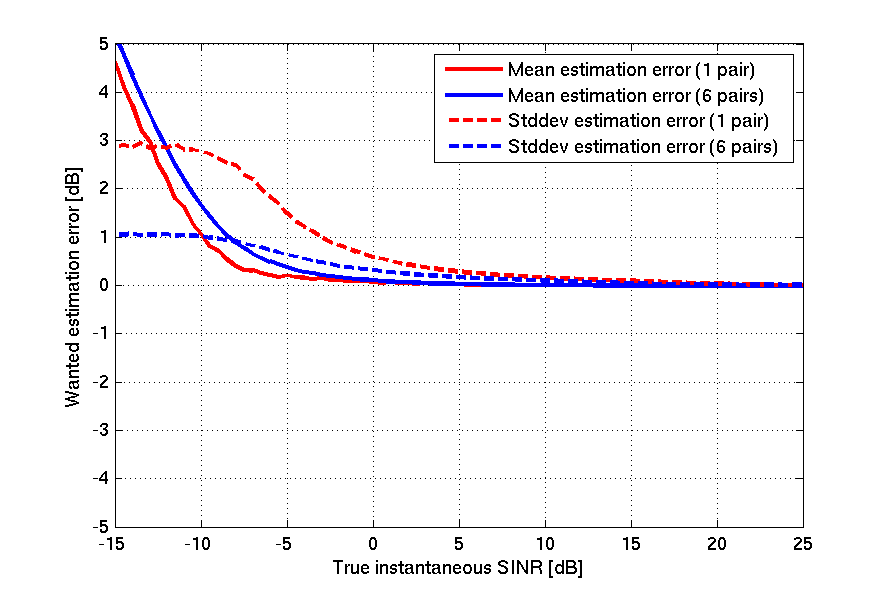 Mean estimation error (1 pair)
Mean estimation error (6 pairs)
Stddev estimation error (1 pair)
Stddev estimation error (6 pairs)
Wanted estimation error [dB]
5
4
3
2
1
0
-1
-2
-3
-4
-5
-15 -10 -5 0 5 10 15 20 25
True instantaneous SINR [dB]